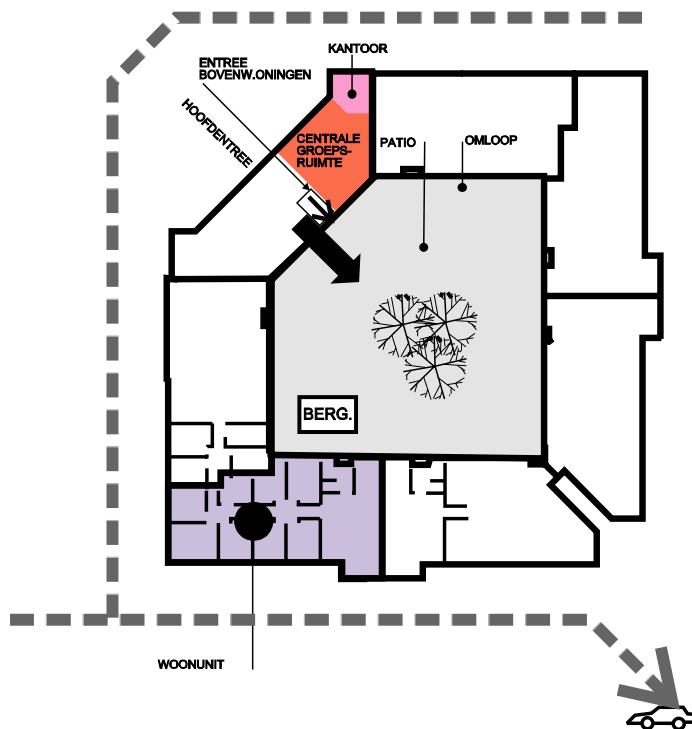 KANTOOR
ENTREE
BOVENW.ONINGEN
HOOFDENTREE
CENTRALE
GROEPS-
RUIMTE
PATIO
OMLOOP
BERG.
WOONUNIT